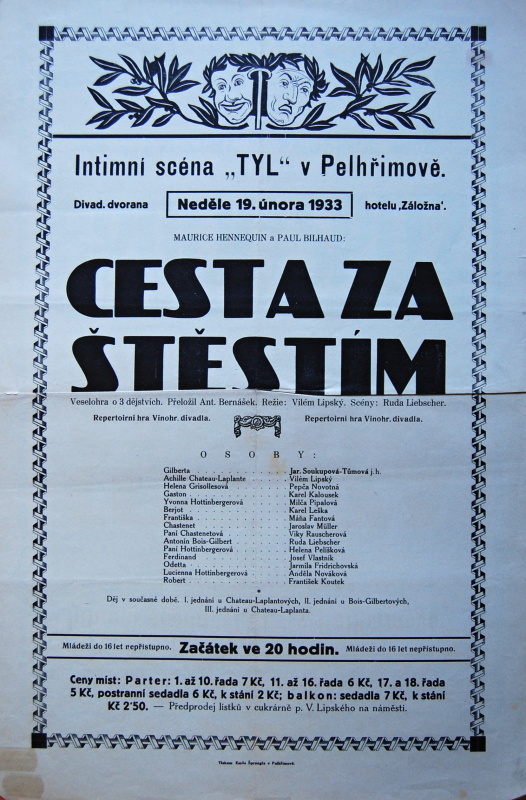 Intimní scéna „TYL“ v Pelhřimově.
Divad. dvorana Neděle 19. února 1933 hotelu ‚Záložna‘.
MAURICE HENNEQUIN a PAUL BILHAUD:
CESTA ZA
ŠTĚSTÍM
Veselohra o 3 dějstvích. Přeložil Ant. Bernášek. Režie: Vilém Lipský. Scény: Ruda Liebscher.
Repertoirní hra Vinohr. divadla. Repertoirní hra Vinohr. divadla.
OSOBY:
Gilberta . . . . . . . . . . Jar. Soukupová-Tůmová j. h.
Achille Chateau-Laplante . . . . . . Vilém Lipský
Helena Grisollesová . . . . . . . . Pepča Novotná
Gaston . . . . . . . . . . Karel Kalousek
Yvonna Hottinbergerová . . . . . . Milča Pípalová
Berjot . . . . . . . . . . Karel Leška
Františka . . . . . . . . . . Máňa Fantová
Chastenet . . . . . . . . . . Jaroslav Müller
Paní Chastenetová . . . . . . . . Viky Rauscherová
Antonín Bois-Gilbert . . . . . . . . Ruda Liebscher
Paní Hottinbergerová . . . . . . . . Helena Pelíšková
Ferdinand . . . . . . . . . . Josef Vlastník
Odetta . . . . . . . . . . Jarmila Fridrichovská
Lucienna Hottinbergerová . . . . . . Anděla Nováková
Robert . . . . . . . . . . František Koutek
*
Děj v současné době. I. jednání u Chateau-Laplantových, II. jednání u Bois-Gilbertových,
III. jednání u Chateau-Laplanta.
Mládeži do 16 let nepřístupno. Začátek ve 20 hodin. Mládeži do 16 let nepřístupno.
Ceny míst: Parter: 1. až 10. řada 7 Kč, 11. až 16. řada 6 Kč, 17. a 18. řada
5 Kč, postranní sedadla 6 Kč, k stání 2 Kč; balkon: sedadla 7 Kč, k stání
Kč 2·50. — Předprodej lístků v cukrárně p. V. Lipského na náměstí.